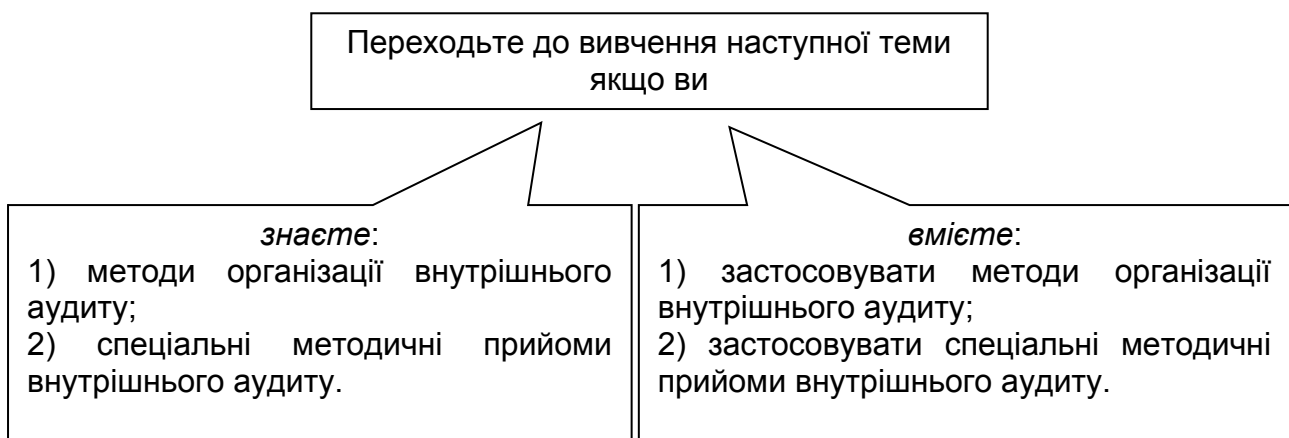 Переходьте до вивчення наступної теми
якщо ви
знаєте:
1) методи організації внутрішнього
аудиту;
2) спеціальні методичні прийоми
внутрішнього аудиту.
вмієте:
1) застосовувати методи організації
внутрішнього аудиту;
2) застосовувати спеціальні методичні
прийоми внутрішнього аудиту.